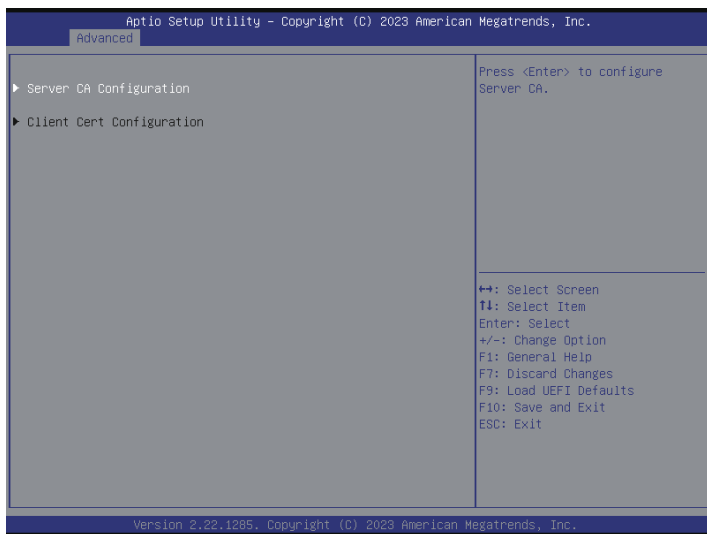 Aptio Setup Utility – Copyright (C) 2023 American Megatrends, Inc.
Advanced
▶ Server CA Configuration
▶ Client Cert Configuration
Press <Enter> to configure
Server CA.
↔: Select Screen
↑↓: Select Item
Enter: Select
+/-: Change Option
F1: General Help
F7: Discard Changes
F9: Load UEFI Defaults
F10: Save and Exit
ESC: Exit
Version 2.22.1285. Copyright (C) 2023 American Megatrends, Inc.